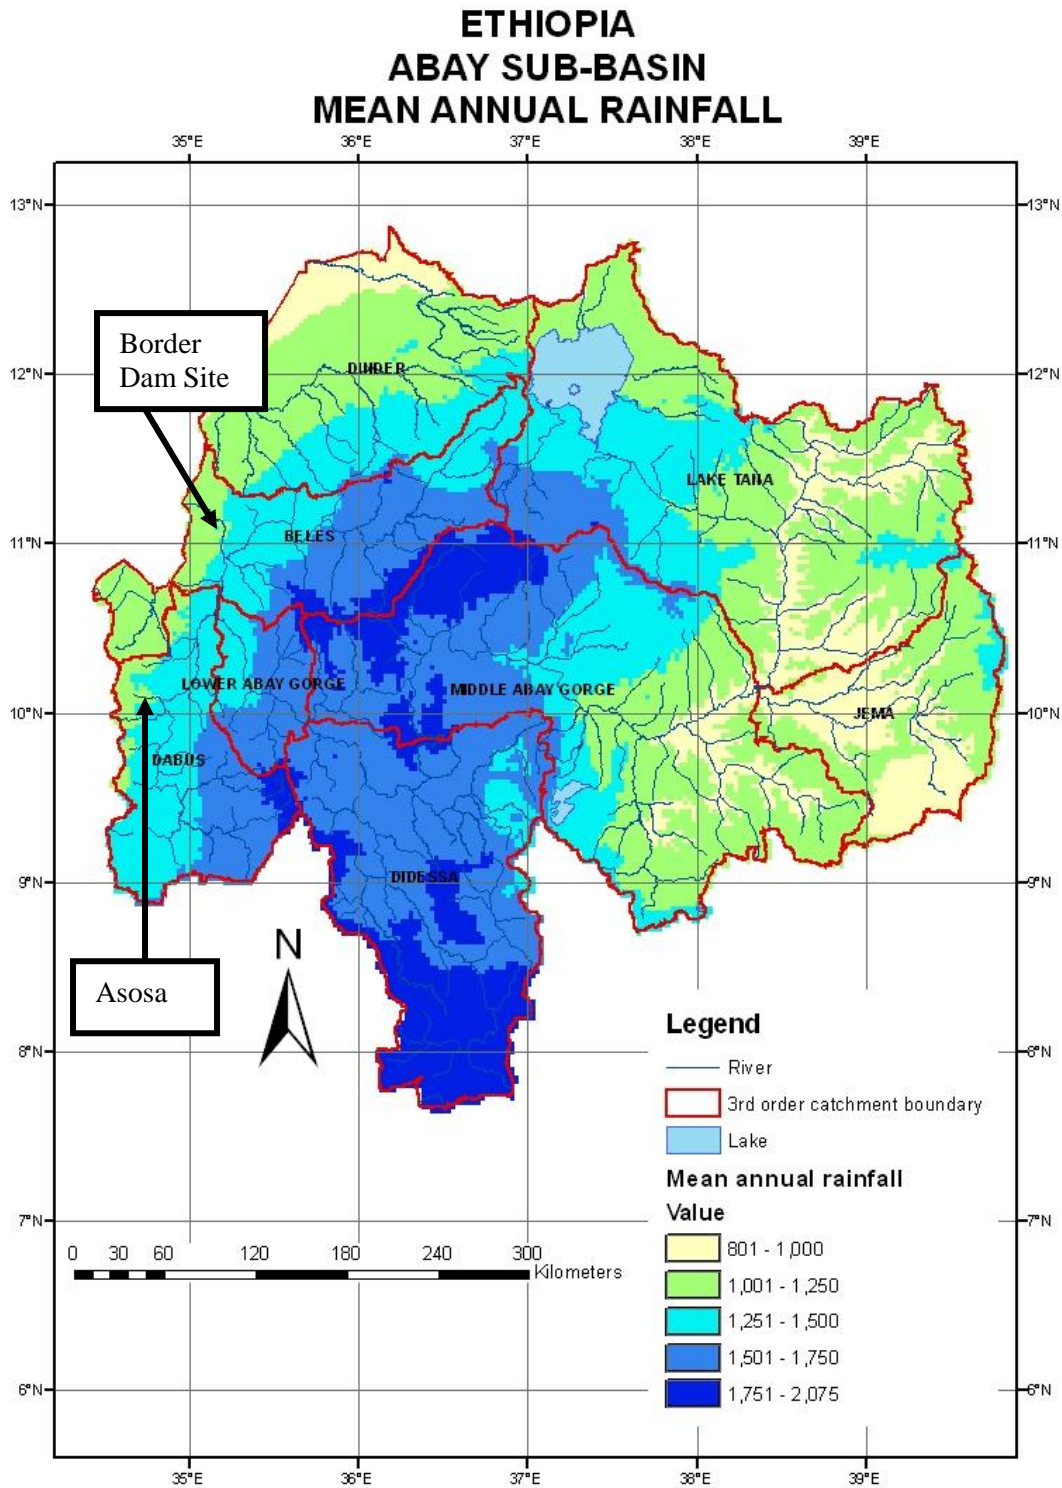 ETHIOPIA
ABAY SUB-BASIN
MEAN ANNUAL RAINFALL
35°E 36°E 37°E 38°E 39°E
13°N 13°N
Border
Dam Site
DINDER
12°N 12°N
LAKE TANA
BELES
11°N 11°N
LOWER ABAY GORGE
MIDDLE ABAY GORGE
10°N 10°N
JEMA
DABUS
DIDESSA
9°N 9°N
N
Asosa
8°N 8°N
Legend
River
3rd order catchment boundary
Lake
Mean annual rainfall
Value
7°N 7°N
801 - 1,000
0 30 60 120 180 240 300
Kilometers
1,001 - 1,250
1,251 - 1,500
1,501 - 1,750
6°N 6°N
1,751 - 2,075
35°E 36°E 37°E 38°E 39°E